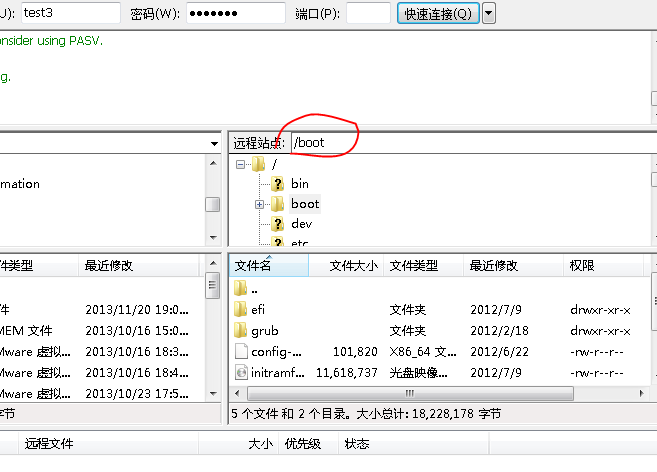 U): test3 密码(W): ●●●●●●● 端口(P): 快速连接(Q)
nsider using PASV.
g.
远程站点: /boot
/
mation
bin
boot
dev
etc
件类型 最近修改
文件名 文件大小 文件类型 最近修改 权限
..
件 2013/11/20 19:0...
efi 文件夹 2012/7/9 drwxr-xr-x
MEM 文件 2013/10/16 15:0...
grub 文件夹 2012/2/18 drwxr-xr-x
Mware 虚拟... 2013/10/16 18:3...
config-... 101,820 X86_64 文... 2012/6/22 -rw-r--r--
Mware 虚拟... 2013/10/16 18:4...
initramf... 11,618,737 光盘映像... 2012/7/9 -rw-r--r--
Mware 虚拟... 2013/10/23 17:5...
字节
5 个文件 和 2 个目录。大小总计: 18,228,178 字节
远程文件 大小 优先级 状态